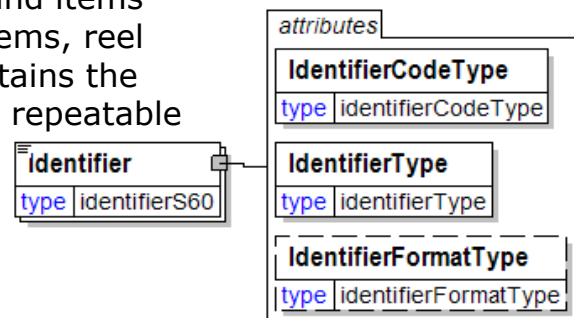 and items
ems, reel
tains the
repeatable
attributes
IdentifierCodeType
type identifierCodeType
Identifier
type identifierS60
IdentifierType
type identifierType
IdentifierFormatType
type identifierFormatType